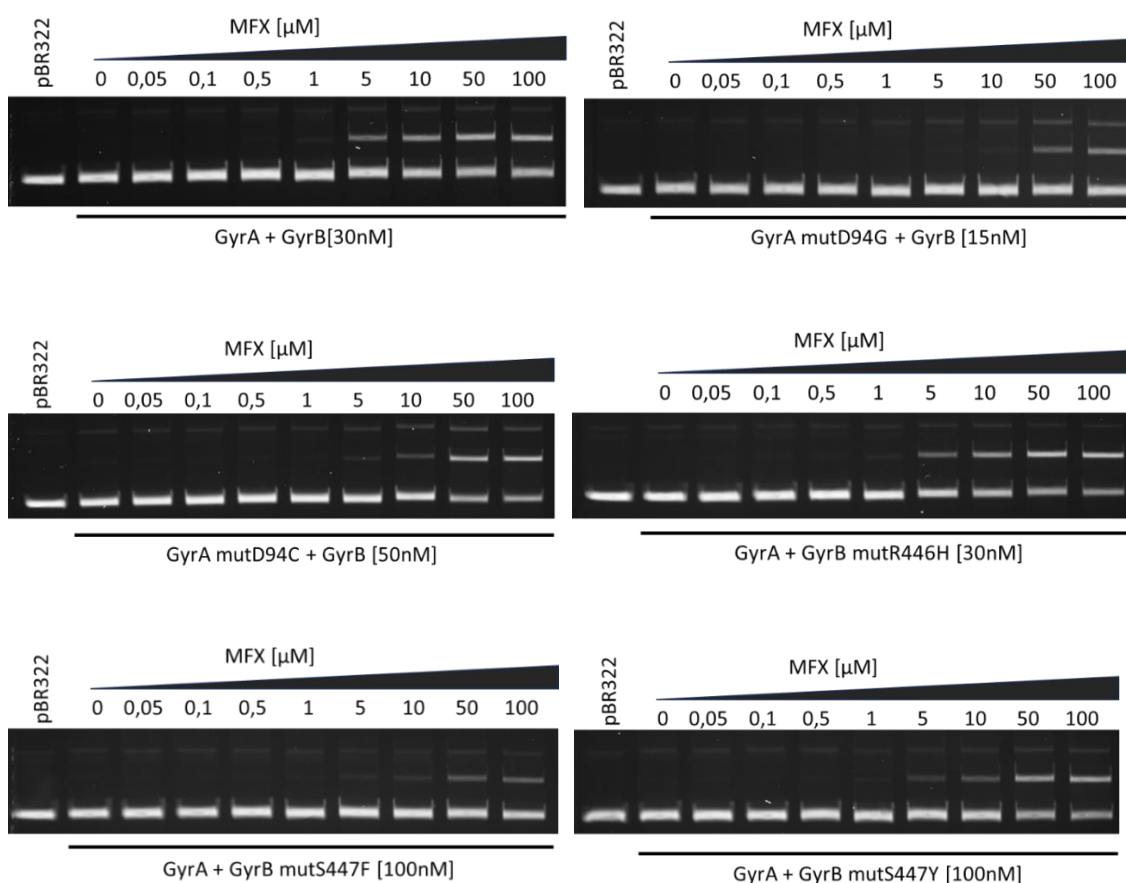 pBR322
MFX [µM]
0 0,05 0,1 0,5 1 5 10 50 100
GyrA + GyrB[30nM]
pBR322
MFX [µM]
0 0,05 0,1 0,5 1 5 10 50 100
GyrA mutD94G + GyrB [15nM]
pBR322
MFX [µM]
0 0,05 0,1 0,5 1 5 10 50 100
GyrA mutD94C + GyrB [50nM]
pBR322
MFX [µM]
0 0,05 0,1 0,5 1 5 10 50 100
GyrA + GyrB mutR446H [30nM]
pBR322
MFX [µM]
0 0,05 0,1 0,5 1 5 10 50 100
GyrA + GyrB mutS447F [100nM]
pBR322
MFX [µM]
0 0,05 0,1 0,5 1 5 10 50 100
GyrA + GyrB mutS447Y [100nM]